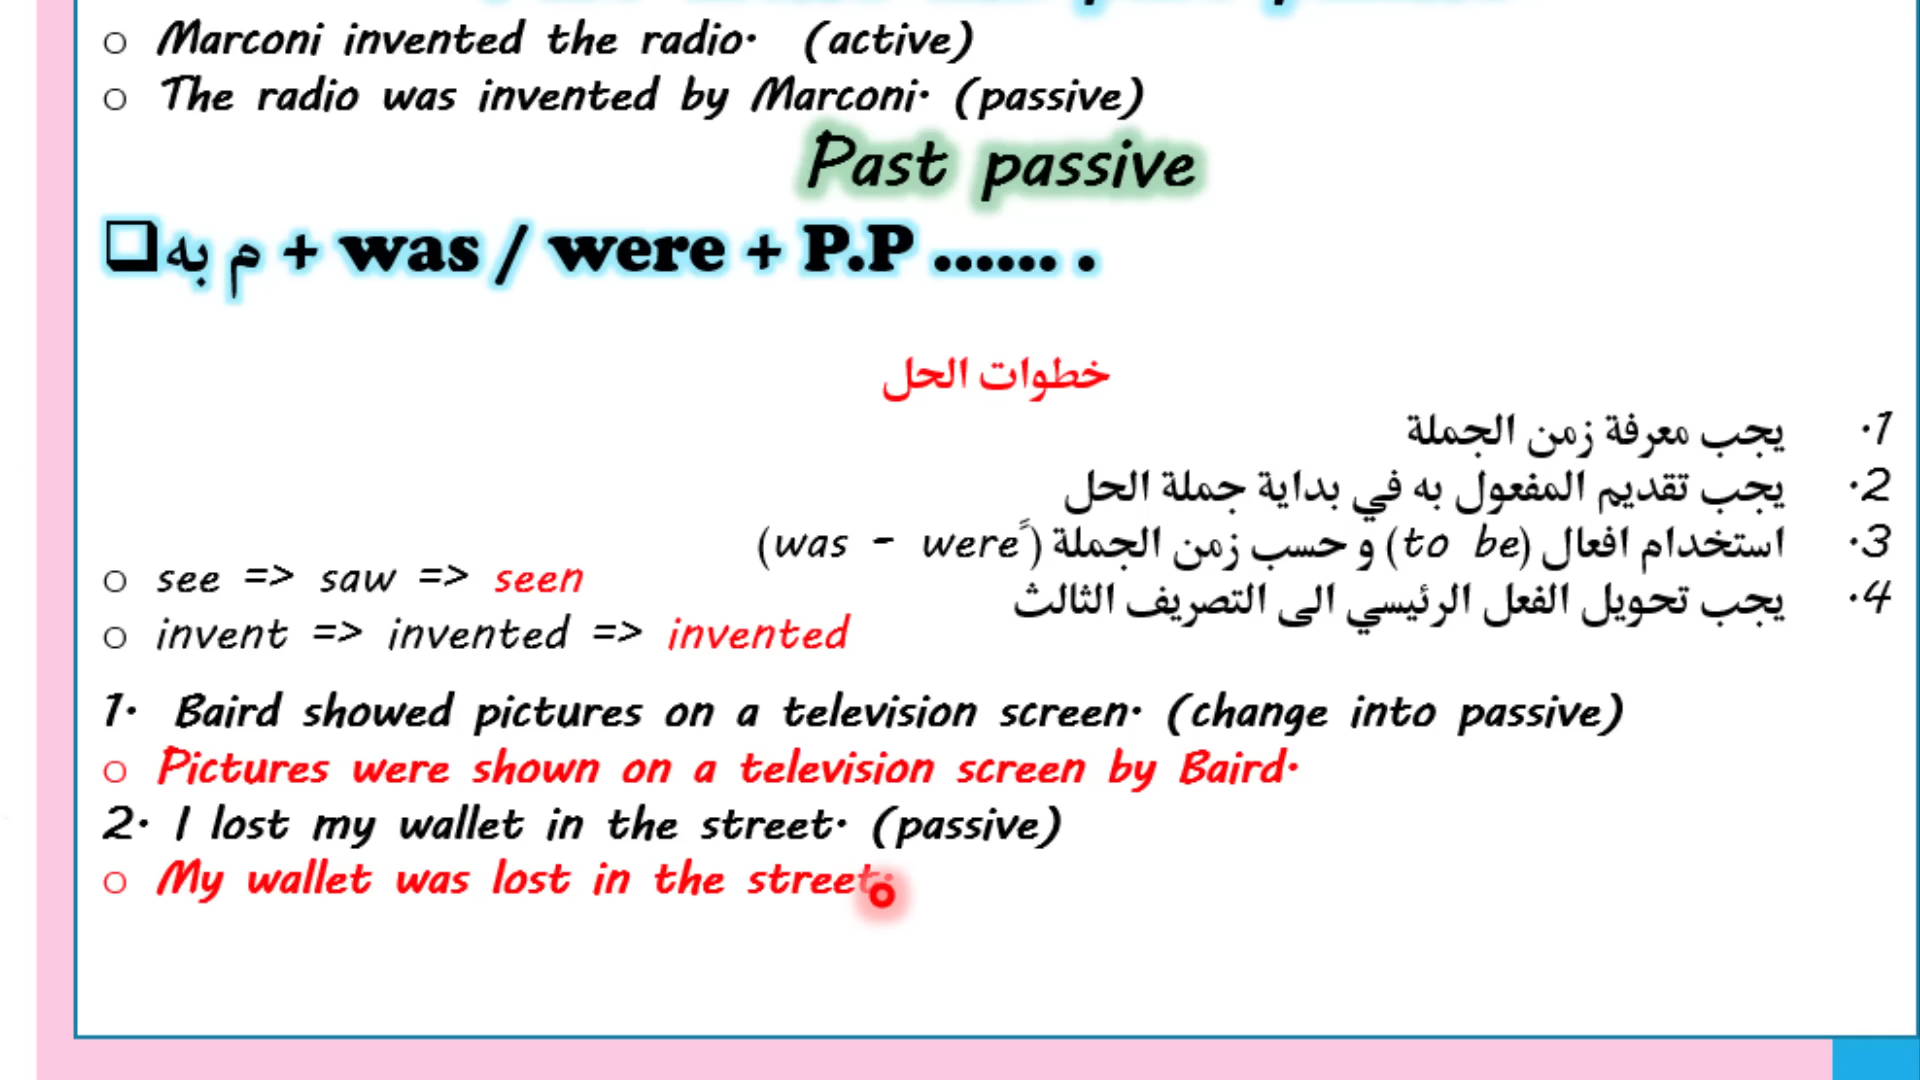 o Marconi invented the radio. (active)
o The radio was invented by Marconi. (passive)
Past passive
م به + was / were + P.P ...... .
خطوات الحل
1. يجب معرفة زمن الجملة
2. يجب تقديم المفعول به في بداية جملة الحل
3. استخدام افعال (to be) و حسب زمن الجملة (was - were ً)
4. يجب تحويل الفعل الرئيسي الى التصريف الثالث
o see => saw => seen
o invent => invented => invented
1. Baird showed pictures on a television screen. (change into passive)
o Pictures were shown on a television screen by Baird.
2. I lost my wallet in the street. (passive)
o My wallet was lost in the street.